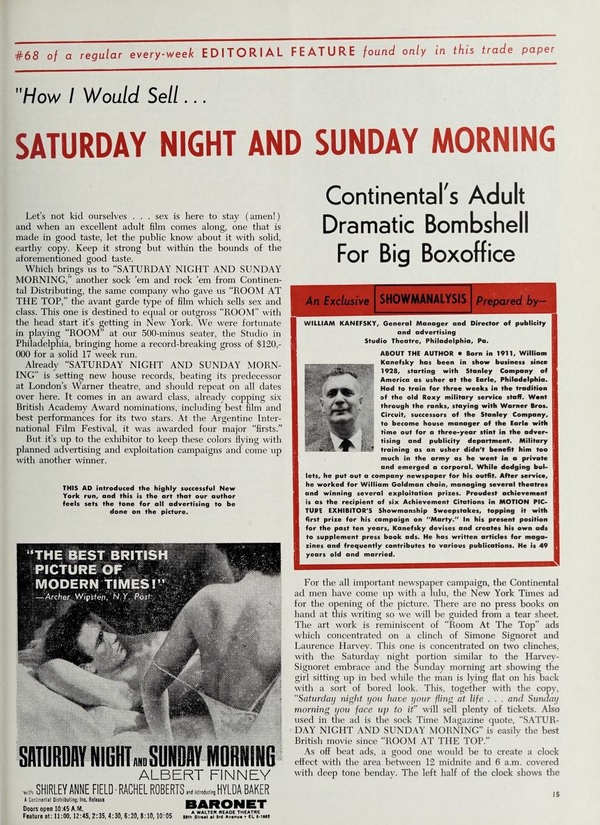 #68 of a regular every-week EDITORIAL FEATURE found only in this trade paper
"How I Would Sell . . .
SATURDAY NIGHT AND SUNDAY MORNING
Let's not kid ourselves . . . sex is here to stay (amen!)
and when an excellent adult film comes along, one that is
made in good taste, let the public know about it with solid,
earthy copy. Keep it strong but within the bounds of the
aforementioned good taste.
Which brings us to "SATURDAY NIGHT AND SUNDAY
MORNING," another sock 'em and rock 'em from Continen-
tal Distributing, the same company who gave us "ROOM AT
THE TOP," the avant garde type of film which sells sex and
class. This one is destined to equal or outgross "ROOM" with
the head start it's getting in New York. We were fortunate
in playing "ROOM" at our 500-minus seater, the Studio in
Philadelphia, bringing home a record-breaking gross of $120,-
000 for a solid 17 week run.
Already "SATURDAY NIGHT AND SUNDAY MORN-
ING" is setting new house records, beating its predecessor
at London's Warner theatre, and should repeat on all dates
over here. It comes in an award class, already copping six
British Academy Award nominations, including best film and
best performances for its two stars. At the Argentine Inter-
national Film Festival, it was awarded four major "firsts."
But it's up to the exhibitor to keep these colors flying with
planned advertising and exploitation campaigns and come up
with another winner.
THIS AD introduced the highly successful New
York run, and this is the art that our author
feels sets the tone for all advertising to be
done on the picture.
"THE BEST BRITISH
PICTURE OF
MODERN TIMES!"
—Archer Winsten, N.Y. Post
SATURDAY NIGHT AND SUNDAY MORNING
ALBERT FINNEY
with SHIRLEY ANNE FIELD · RACHEL ROBERTS and introducing HYLDA BAKER
A Continental Distributing, Inc. Release
Doors open 10:45 A.M.
Feature at: 11:00, 12:45, 2:35, 4:30, 6:20, 8:10, 10:05
BARONET
A WALTER READE THEATRE
59th Street at 3rd Avenue • EL 5-1663
Continental's Adult
Dramatic Bombshell
For Big Boxoffice
An Exclusive SHOWMANALYSIS Prepared by—
WILLIAM KANEFSKY, General Manager and Director of publicity
and advertising
Studio Theatre, Philadelphia, Pa.
ABOUT THE AUTHOR • Born in 1911, William
Kanefsky has been in show business since
1928, starting with Stanley Company of
America as usher at the Earle, Philadelphia.
Had to train for three weeks in the tradition
of the old Roxy military service staff. Went
through the ranks, staying with Warner Bros.
Circuit, successors of the Stanley Company,
to become house manager of the Earle with
time out for a three-year stint in the adver-
tising and publicity department. Military
training as an usher didn't benefit him too
much in the army as he went in a private
and emerged a corporal. While dodging bul-
lets, he put out a company newspaper for his outfit. After service,
he worked for William Goldman chain, managing several theatres
and winning several exploitation prizes. Proudest achievement
is as the recipient of six Achievement Citations in MOTION PIC-
TURE EXHIBITOR'S Showmanship Sweepstakes, topping it with
first prize for his campaign on "Marty." In his present position
for the past ten years, Kanefsky devises and creates his own ads
to supplement press book ads. He has written articles for maga-
zines and frequently contributes to various publications. He is 49
years old and married.
For the all important newspaper campaign, the Continental
ad men have come up with a lulu, the New York Times ad
for the opening of the picture. There are no press books on
hand at this writing so we will be guided from a tear sheet.
The art work is reminiscent of "Room At The Top" ads
which concentrated on a clinch of Simone Signoret and
Laurence Harvey. This one is concentrated on two clinches,
with the Saturday night portion similar to the Harvey-
Signoret embrace and the Sunday morning art showing the
girl sitting up in bed while the man is lying flat on his back
with a sort of bored look. This, together with the copy,
"Saturday night you have your fling at life . . . and Sunday
morning you face up to it" will sell plenty of tickets. Also
used in the ad is the sock Time Magazine quote, "SATUR-
DAY NIGHT AND SUNDAY MORNING" is easily the best
British movie since "ROOM AT THE TOP."
As off beat ads, a good one would be to create a clock
effect with the area between 12 midnite and 6 a.m. covered
with deep tone benday. The left half of the clock shows the
15